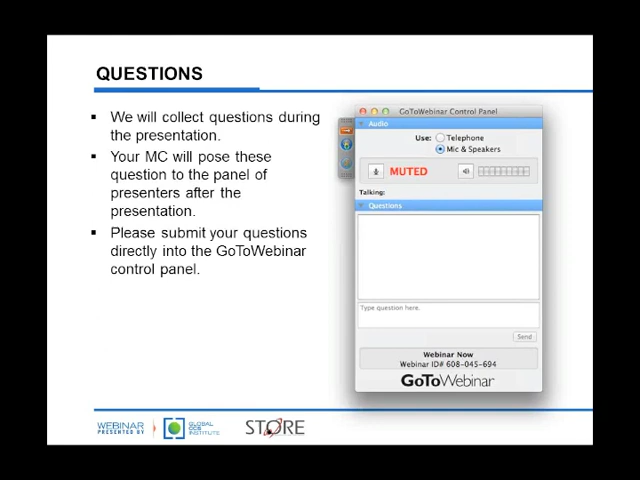 QUESTIONS
We will collect questions during
the presentation.
Your MC will pose these
question to the panel of
presenters after the
presentation.
Please submit your questions
directly into the GoToWebinar
control panel.
GoToWebinar Control Panel
Audio
Use: Telephone
Mic & Speakers
MUTED
Talking:
Questions
Type question here.
Send
Webinar Now
Webinar ID# 608-045-694
GoToWebinar
WEBINAR
PRESENTED BY
GLOBAL
CCS
INSTITUTE
STORE